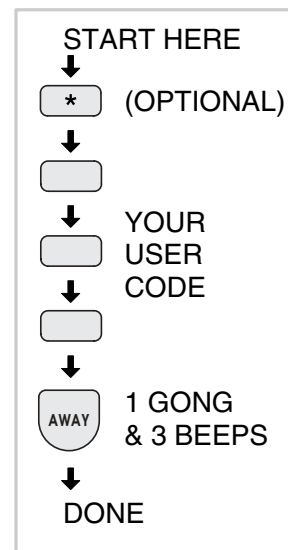 START HERE
* (OPTIONAL)
YOUR
USER
CODE
AWAY
1 GONG
& 3 BEEPS
DONE